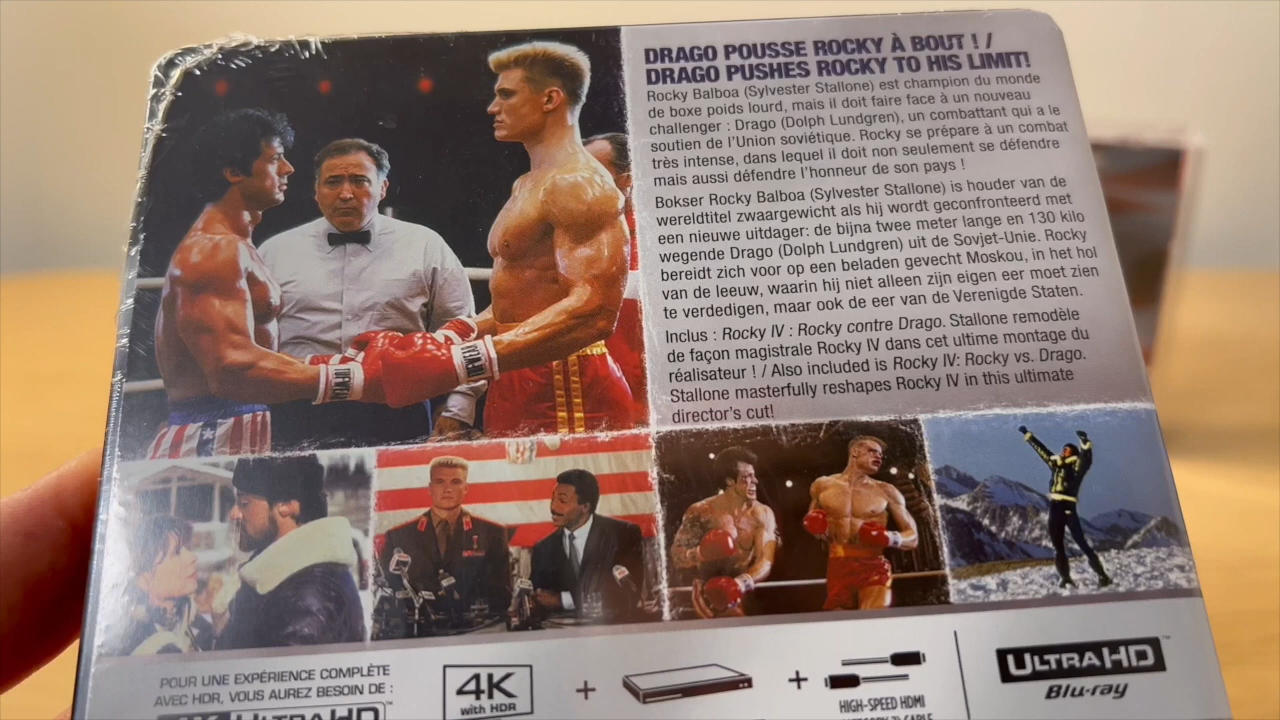 DRAGO POUSSE ROCKY À BOUT ! /
DRAGO PUSHES ROCKY TO HIS LIMIT!
Rocky Balboa (Sylvester Stallone) est champion du monde
de boxe poids lourd, mais il doit faire face à un nouveau
challenger : Drago (Dolph Lundgren), un combattant qui a le
soutien de l'Union soviétique. Rocky se prépare à un combat
très intense, dans lequel il doit non seulement se défendre
mais aussi défendre l'honneur de son pays !
Bokser Rocky Balboa (Sylvester Stallone) is houder van de
wereldtitel zwaargewicht als hij wordt geconfronteerd met
een nieuwe uitdager: de bijna twee meter lange en 130 kilo
wegende Drago (Dolph Lundgren) uit de Sovjet-Unie. Rocky
bereidt zich voor op een beladen gevecht Moskou, in het hol
van de leeuw, waarin hij niet alleen zijn eigen eer moet zien
te verdedigen, maar ook de eer van de Verenigde Staten.
Inclus : Rocky IV : Rocky contre Drago. Stallone remodèle
de façon magistrale Rocky IV dans cet ultime montage du
réalisateur ! / Also included is Rocky IV: Rocky vs. Drago.
Stallone masterfully reshapes Rocky IV in this ultimate
director's cut!
TUF-WEAR
TUF-WEAR
POUR UNE EXPÉRIENCE COMPLÈTE
AVEC HDR, VOUS AUREZ BESOIN DE :
4K ULTRA HD
4K
with HDR
+
+
HIGH-SPEED HDMI
ULTRA HD
Blu-ray
TM